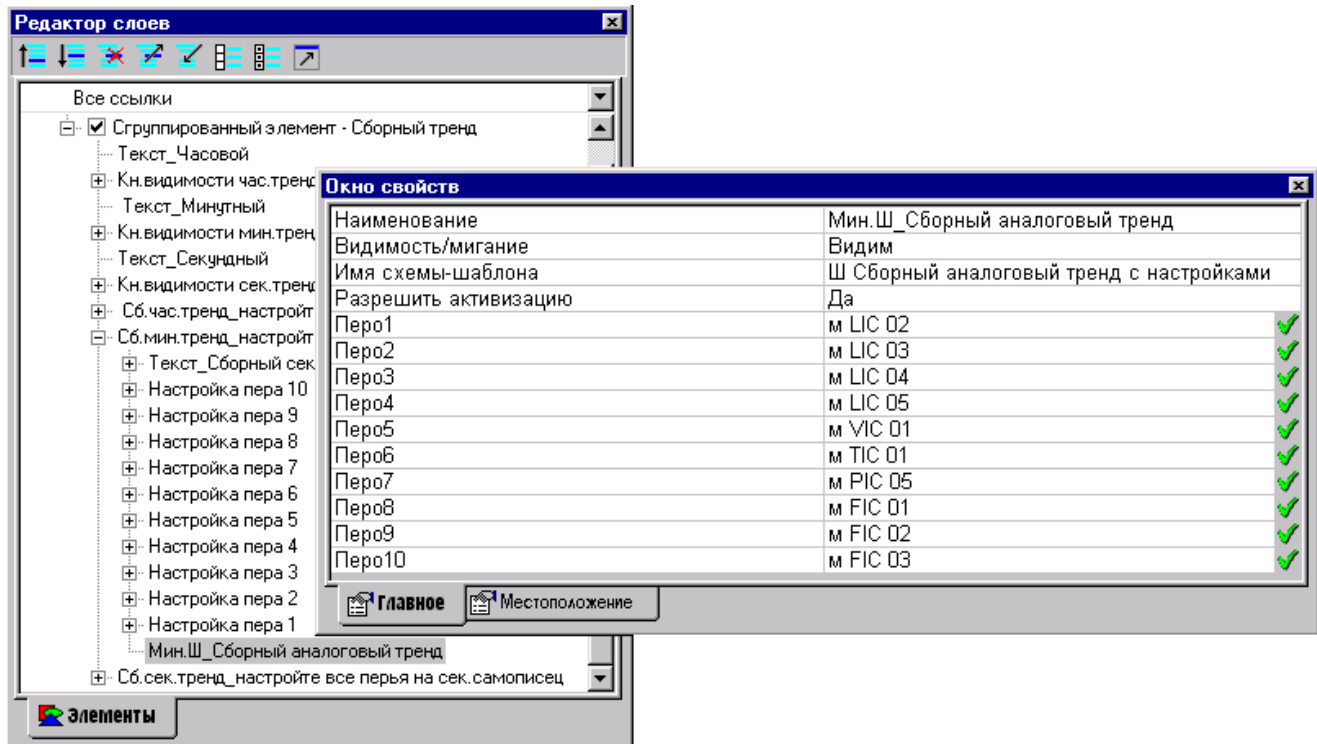 Редактор слоев
Все ссылки
Сгруппированный элемент - Сборный тренд
Текст_Часовой
Кн.видимости час.тренд
Текст_Минутный
Кн.видимости мин.трен
Текст_Секундный
Кн.видимости сек.тренд
Сб.час.тренд_настройт
Сб.мин.тренд_настройт
Текст_Сборный сек
Настройка пера 10
Настройка пера 9
Настройка пера 8
Настройка пера 7
Настройка пера 6
Настройка пера 5
Настройка пера 4
Настройка пера 3
Настройка пера 2
Настройка пера 1
Мин.Ш_Сборный аналоговый тренд
Сб.сек.тренд_настройте все перья на сек.самописец
Элементы
Окно свойств
Наименование Мин.Ш_Сборный аналоговый тренд
Видимость/мигание Видим
Имя схемы-шаблона Ш Сборный аналоговый тренд с настройками
Разрешить активизацию Да
Перо1 м LIC 02
Перо2 м LIC 03
Перо3 м LIC 04
Перо4 м LIC 05
Перо5 м VIC 01
Перо6 м TIC 01
Перо7 м PIC 05
Перо8 м FIC 01
Перо9 м FIC 02
Перо10 м FIC 03
Главное Местоположение